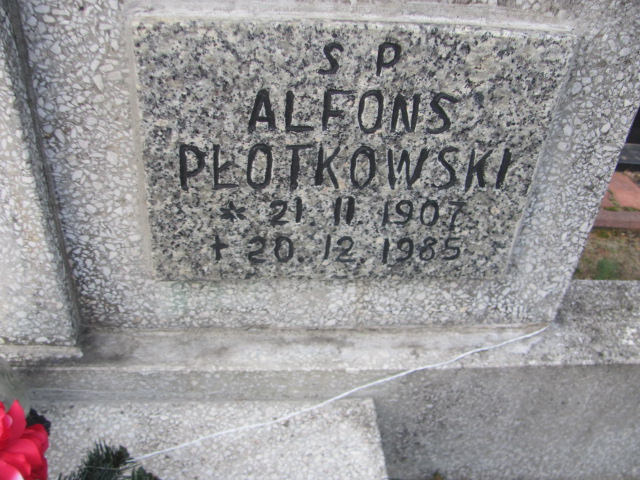 S P
ALFONS
PŁOTKOWSKI
* 21 11 1907
+ 20.12.1985